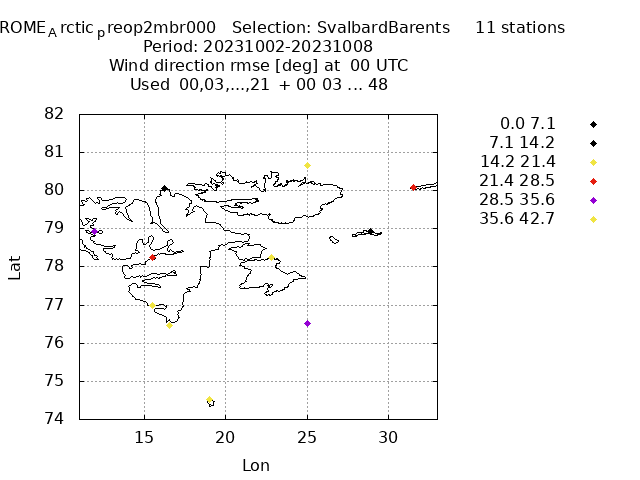 ROME_A rctic_p reop2mbr000 Selection: SvalbardBarents 11 stations
Period: 20231002-20231008
Wind direction rmse [deg] at 00 UTC
Used 00,03,...,21 + 00 03 ... 48
82
81
80
79
78
77
76
75
74
Lat
15 20 25 30
Lon
0.0 7.1
7.1 14.2
14.2 21.4
21.4 28.5
28.5 35.6
35.6 42.7